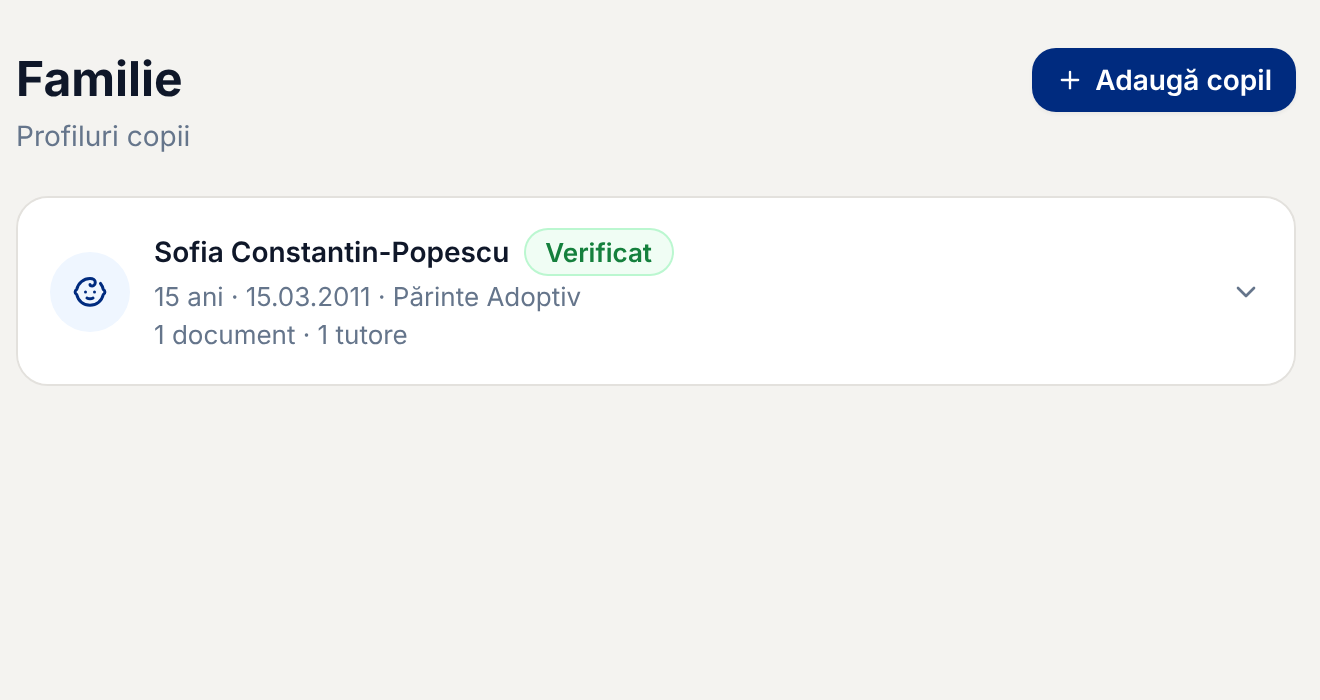 Familie
+ Adaugă copil
Profiluri copii
Sofia Constantin-Popescu Verificat
15 ani · 15.03.2011 · Părinte Adoptiv
1 document · 1 tutore